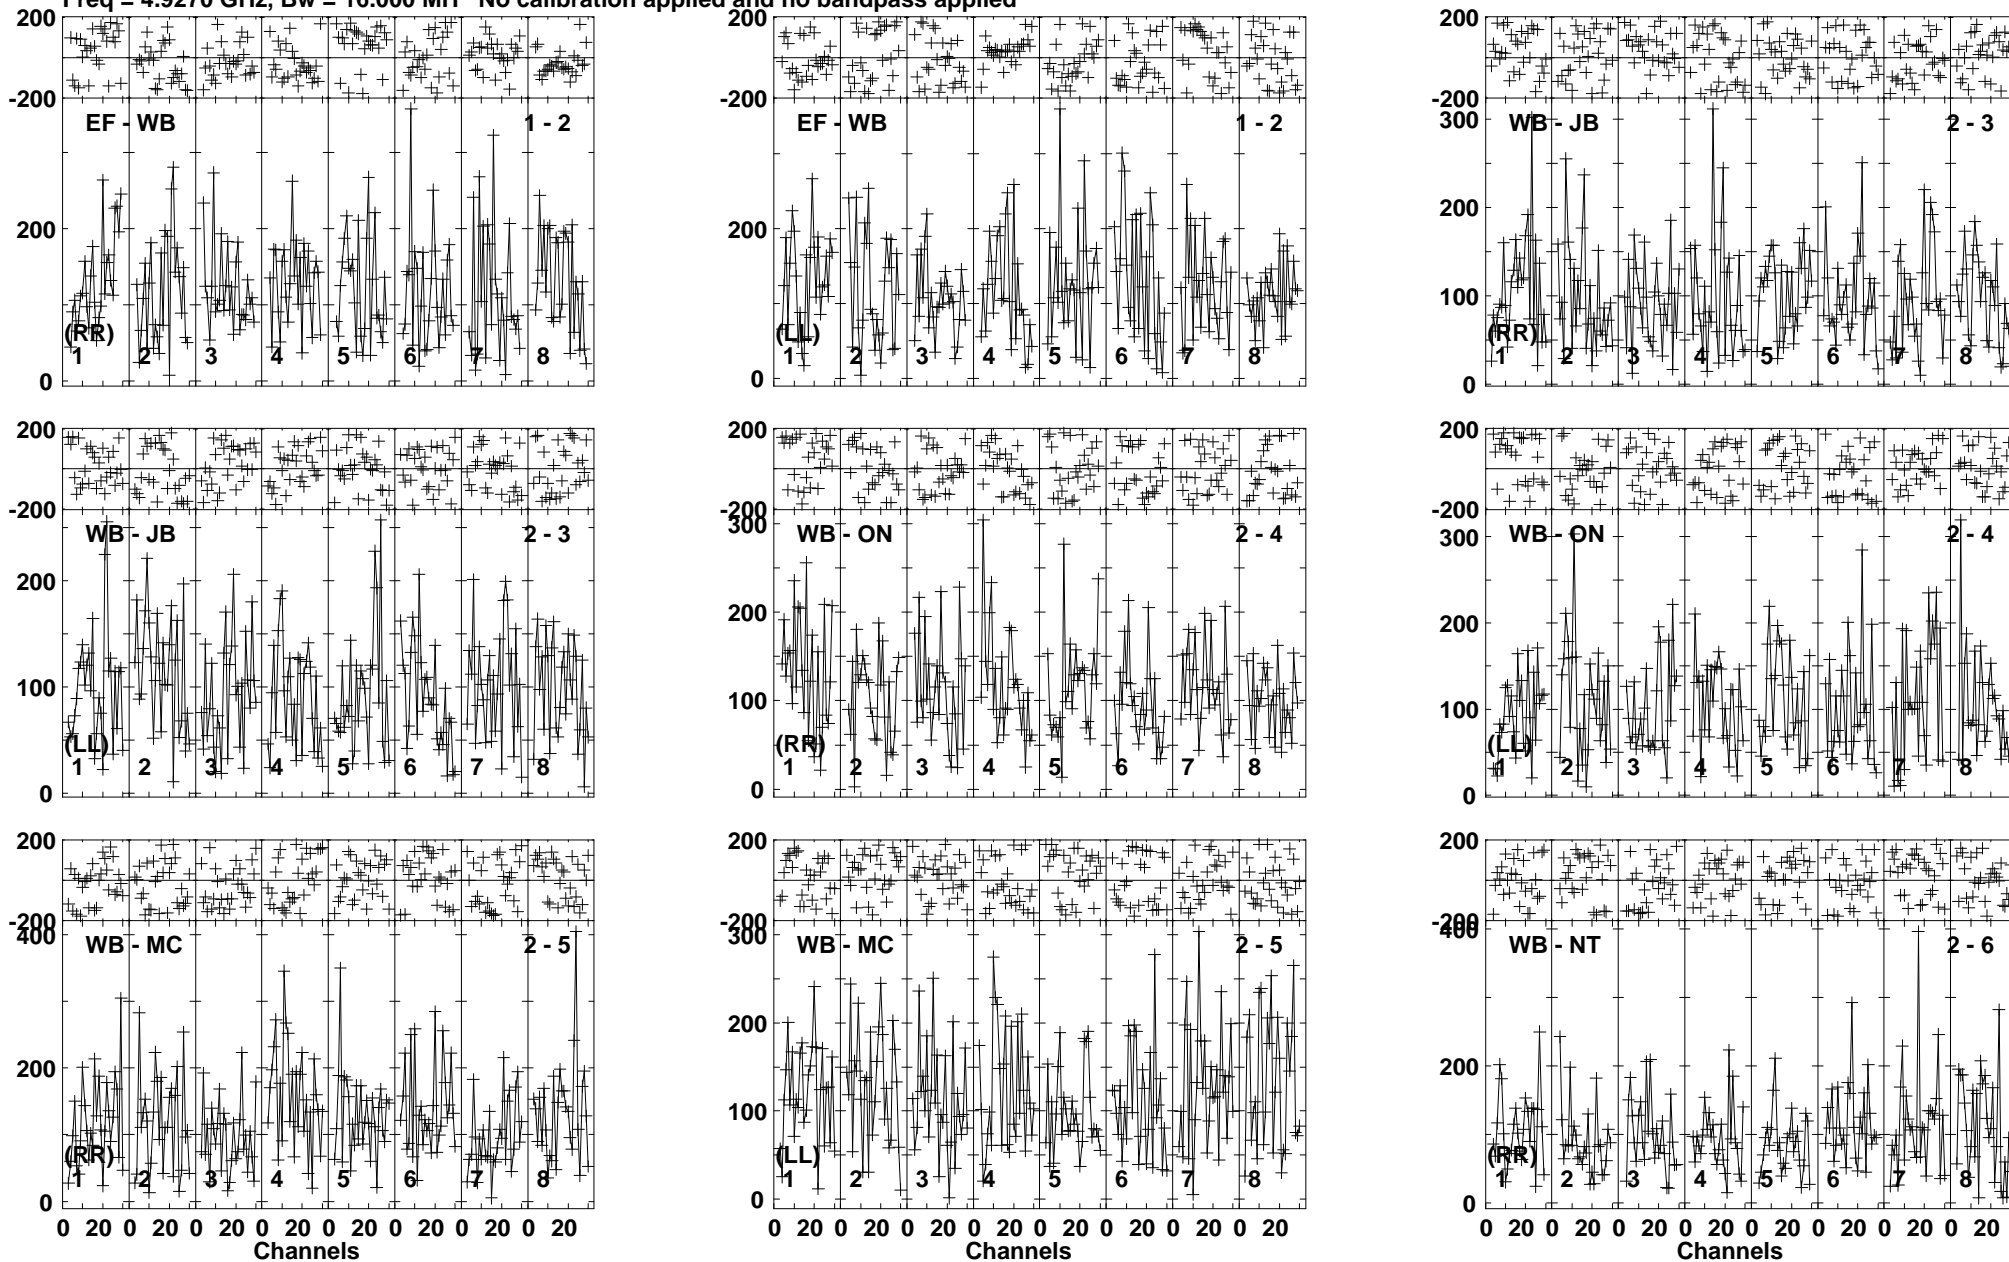 Freq = 4.9270 GHz, Bw = 16.000 MH No calibration applied and no bandpass applied
200 200 200
-200 -200 -200
EF - WB 1 - 2 EF - WB 1 - 2 WB - JB 2 - 3
300
200
200 200
100
(RR) (LL) (RR)
1 2 3 4 5 6 7 8 1 2 3 4 5 6 7 8 1 2 3 4 5 6 7 8
0 0 0
200 200 200
-200 -200 -200
WB - JB 2 - 3 WB - ON 2 - 4 WB - ON 2 - 4
300 300
200 200 200
100 100 100
(LL) (RR) (LL)
1 2 3 4 5 6 7 8 1 2 3 4 5 6 7 8 1 2 3 4 5 6 7 8
0 0 0
200 200 200
-200 -200 -200
400 300 400
WB - MC 2 - 5 WB - MC 2 - 5 WB - NT 2 - 6
200 200 200
100
(RR) (LL) (RR)
1 2 3 4 5 6 7 8 1 2 3 4 5 6 7 8 1 2 3 4 5 6 7 8
0 0 0
0 20 0 20 0 20 0 20 0 20 0 20 0 20 0 20 0 20 0 20 0 20 0 20 0 20 0 20 0 20 0 20 0 20 0 20 0 20 0 20 0 20 0 20 0 20 0 20
Channels Channels Channels